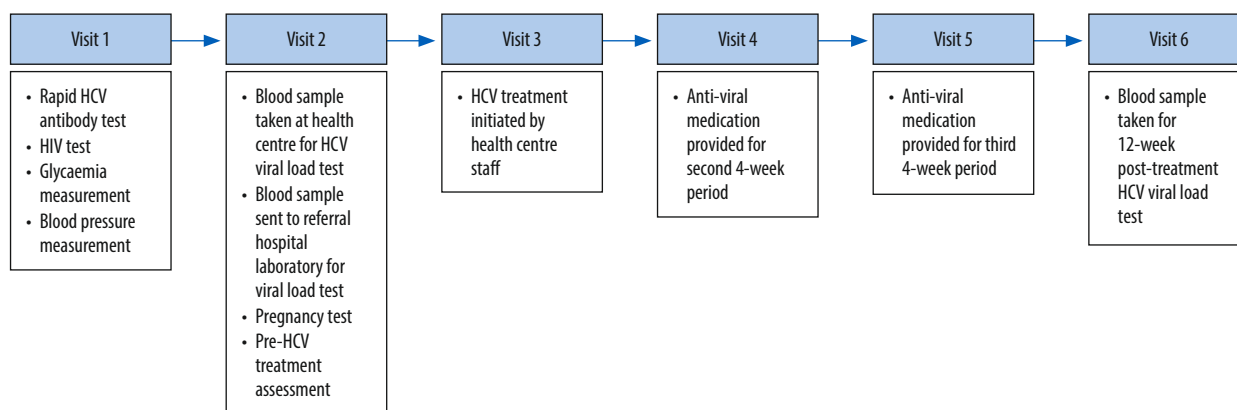 Visit 1
• Rapid HCV
antibody test
• HIV test
• Glycaemia
measurement
• Blood pressure
measurement
Visit 2
• Blood sample
taken at health
centre for HCV
viral load test
• Blood sample
sent to referral
hospital
laboratory for
viral load test
• Pregnancy test
• Pre-HCV
treatment
assessment
Visit 3
• HCV treatment
initiated by
health centre
staff
Visit 4
• Anti-viral
medication
provided for
second 4-week
period
Visit 5
• Anti-viral
medication
provided for third
4-week period
Visit 6
• Blood sample
taken for
12-week
post-treatment
HCV viral load
test